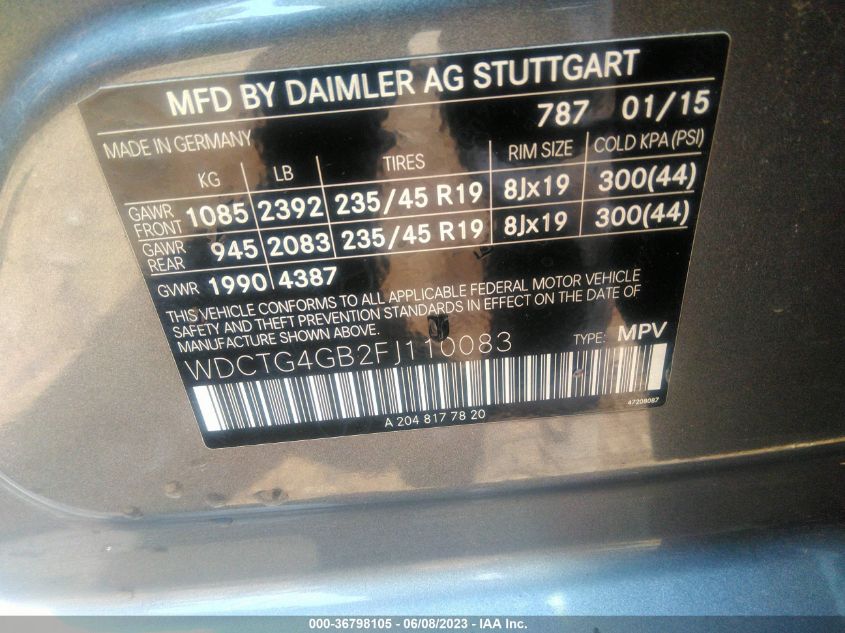 MFD BY DAIMLER AG STUTTGART
787 01/15
MADE IN GERMANY
KG LB TIRES RIM SIZE COLD KPA (PSI)
GAWR FRONT 1085 2392 235/45 R19 8Jx19 300(44)
GAWR REAR 945 2083 235/45 R19 8Jx19 300(44)
GVWR 1990 4387
THIS VEHICLE CONFORMS TO ALL APPLICABLE FEDERAL MOTOR VEHICLE
SAFETY AND THEFT PREVENTION STANDARDS IN EFFECT ON THE DATE OF
MANUFACTURE SHOWN ABOVE.
WDCTG4GB2FJ110083 TYPE: MPV
A 204 817 78 20 47208087
000-36798105 - 06/08/2023 - IAA Inc.